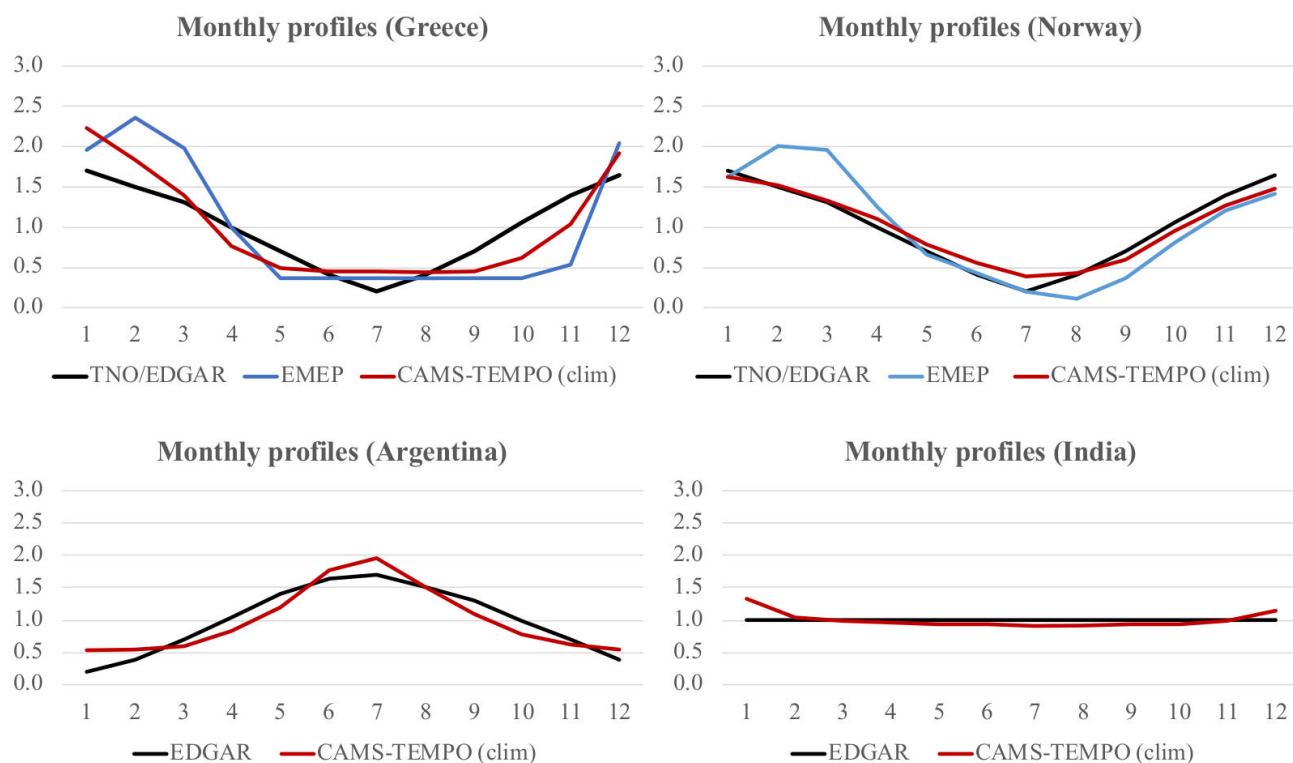 Monthly profiles (Greece)
3.0
2.5
2.0
1.5
1.0
0.5
0.0
1 2 3 4 5 6 7 8 9 10 11 12
TNO/EDGAR EMEP CAMS-TEMPO (clim)
Monthly profiles (Norway)
3.0
2.5
2.0
1.5
1.0
0.5
0.0
1 2 3 4 5 6 7 8 9 10 11 12
TNO/EDGAR EMEP CAMS-TEMPO (clim)
Monthly profiles (Argentina)
3.0
2.5
2.0
1.5
1.0
0.5
0.0
1 2 3 4 5 6 7 8 9 10 11 12
EDGAR CAMS-TEMPO (clim)
Monthly profiles (India)
3.0
2.5
2.0
1.5
1.0
0.5
0.0
1 2 3 4 5 6 7 8 9 10 11 12
EDGAR CAMS-TEMPO (clim)